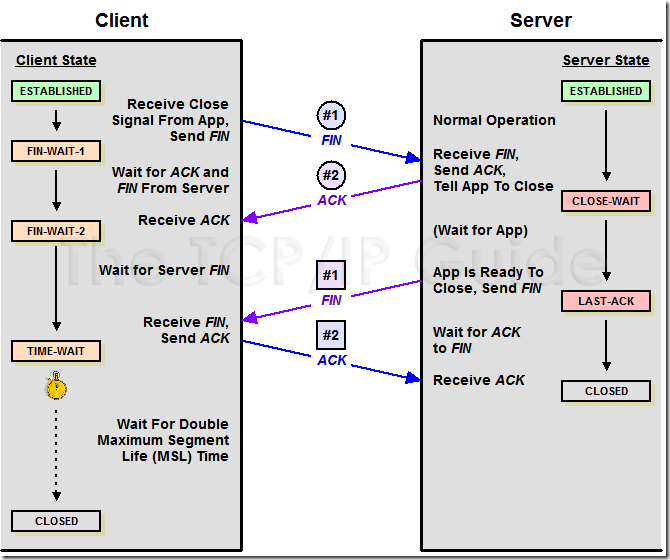 Client
Server
Client State
Server State
ESTABLISHED
ESTABLISHED
Receive Close
Signal From App,
Send FIN
#1
FIN
Normal Operation
FIN-WAIT-1
Receive FIN,
Send ACK,
Tell App To Close
Wait for ACK and
FIN From Server
#2
ACK
CLOSE-WAIT
Receive ACK
FIN-WAIT-2
(Wait for App)
The TCP/IP Guide
Wait for Server FIN
#1
FIN
App Is Ready To
Close, Send FIN
LAST-ACK
Receive FIN,
Send ACK
#2
ACK
Wait for ACK
to FIN
TIME-WAIT
Receive ACK
CLOSED
Wait For Double
Maximum Segment
Life (MSL) Time
CLOSED